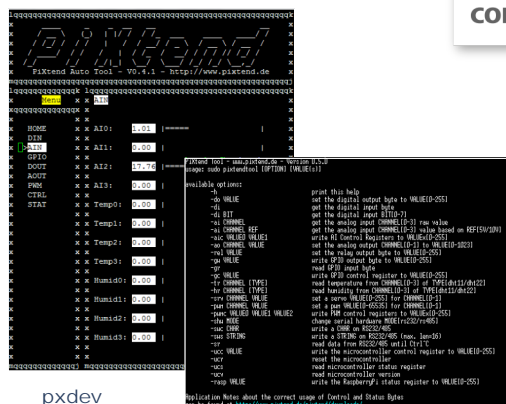 CO
PiXtend Auto Tool - V0.4.1 - http://www.pixtend.de
Menu
AIN
HOME
DIN
>AIN
GPIO
DOUT
AOUT
PWM
CTRL
STAT
AI0: 1.01
AI1: 0.00
AI2: 17.76
AI3: 0.00
Temp0: 0.00
Temp1: 0.00
Temp2: 0.00
Temp3: 0.00
Humid0: 0.00
Humid1: 0.00
Humid2: 0.00
Humid3: 0.00
PiXtend Tool - www.pixtend.de - Version 0.5.0
usage: sudo pixtendtool [OPTION] [VALUE(s)]
available options:
-h print this help
-do VALUE set the digital output byte to VALUE[0-255]
-di get the digital input byte
-di BIT get the digital input BIT[0-7]
-ai CHANNEL get the analog input CHANNEL[0-3] raw value
-ai CHANNEL REF get the analog input CHANNEL[0-3] value based on REF[5V/10V]
-aic VALUE0 VALUE1 write AI Control Registers to VALUEx[0-255]
-ao CHANNEL VALUE set the analog output CHANNEL[0-1] to VALUE[0-1023]
-rel VALUE set the relay output byte to VALUE[0-255]
-gw VALUE write GPIO output byte to VALUE[0-255]
-gr read GPIO input byte
-gc VALUE write GPIO control register to VALUE[0-255]
-tr CHANNEL [TYPE] read temperature from CHANNEL[0-3] of TYPE[dht11/dht22]
-hr CHANNEL [TYPE] read humidity from CHANNEL[0-3] of TYPE[dht11/dht22]
-srv CHANNEL VALUE set a servo VALUE[0-255] for CHANNEL[0-1]
-pwm CHANNEL VALUE set a pwm VALUE[0-65535] for CHANNEL[0-1]
-pwmc VALUE0 VALUE1 VALUE2 write PWM control registers to VALUEx[0-255]
-shw MODE change serial hardware MODE[rs232/rs485]
-swc CHAR write a CHAR on RS232/485
-sws STRING write a STRING on RS232/485 (max. len=16)
-sr read data from RS232/485 until Ctrl^C
-ucc VALUE write the microcontroller control register to VALUE[0-255]
-ucr reset the microcontroller
-ucs read microcontroller status register
-ucv read microcontroller version
-rasp VALUE write the RaspberryPi status register to VALUE[0-255]
Application Notes about the correct usage of Control and Status Bytes
pxdev